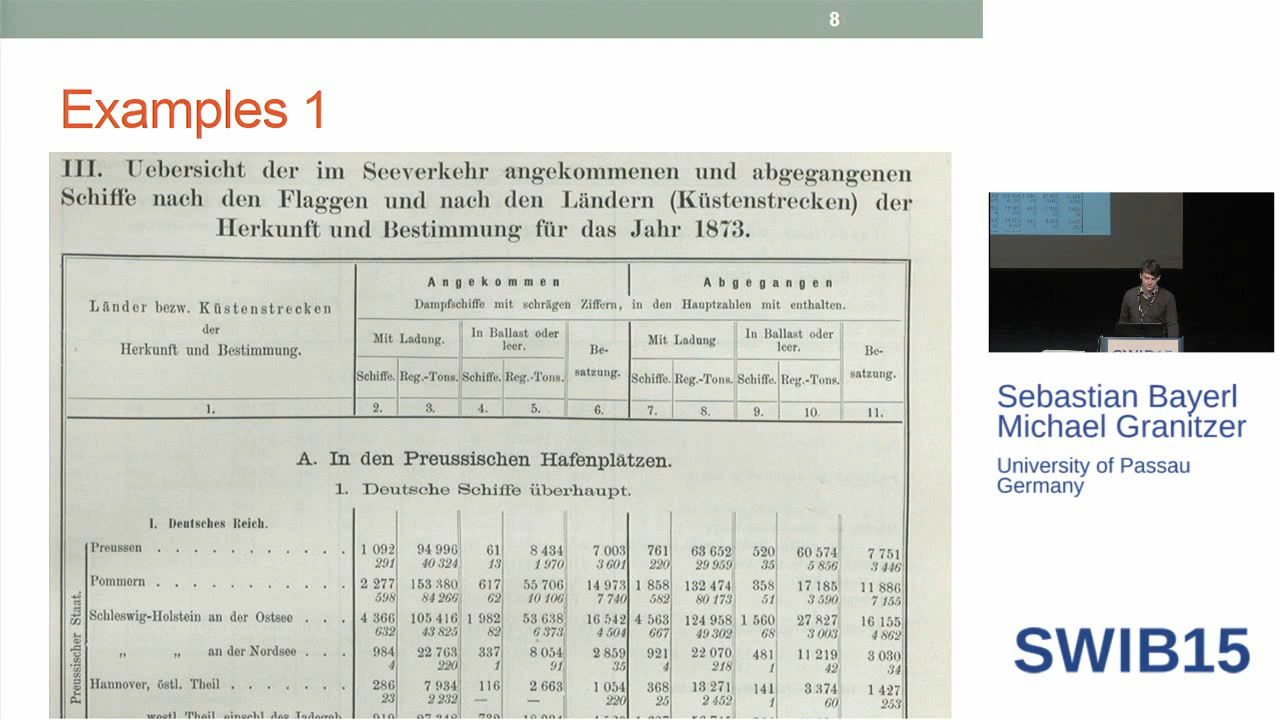 8
Examples 1
III. Uebersicht der im Seeverkehr angekommenen und abgegangenen
Schiffe nach den Flaggen und nach den Ländern (Küstenstrecken) der
Herkunft und Bestimmung für das Jahr 1873.
Länder bezw. Küstenstrecken
der
Herkunft und Bestimmung.
Angekommen Abgegangen
Dampfschiffe mit schrägen Ziffern, in den Hauptzahlen mit enthalten.
Mit Ladung. In Ballast oder leer. Be-satzung. Mit Ladung In Ballast oder leer. Be-satzung.
Schiffe. Reg.-Tons. Schiffe. Reg.-Tons. Schiffe. Reg.-Tons. Schiffe. Reg.-Tons.
1. 2. 3. 4. 5. 6. 7. 8. 9. 10. 11.
A. In den Preussischen Hafenplätzen.
1. Deutsche Schiffe überhaupt.
I. Deutsches Reich.
Preussischer Staat.
Preussen . . . . . . . . . . . 1 092 94 996 61 8 434 7 003 761 63 652 520 60 574 7 751
291 40 324 13 1 970 3 601 220 29 959 35 5 856 3 446
Pommern . . . . . . . . . . . 2 277 153 380 617 55 706 14 973 1 858 132 474 358 17 185 11 886
598 84 266 62 10 106 7 740 582 80 173 51 3 590 7 155
Schleswig-Holstein an der Ostsee . . . 4 366 105 416 1 982 53 638 16 542 4 563 124 958 1 560 27 827 16 155
632 43 825 82 6 373 4 504 667 49 302 68 3 003 4 862
„ „ an der Nordsee . . . 984 22 763 337 8 054 2 859 921 22 070 481 11 219 3 030
4 220 1 91 35 4 218 1 42 34
Hannover, östl. Theil . . . . . . . 286 7 934 116 2 663 1 054 368 13 271 141 3 374 1 427
23 2 232 — — 220 25 2 452 1 60 253
westl. Theil einschl. des Jadegeb.
SWIB15
Sebastian Bayerl
Michael Granitzer
University of Passau
Germany
SWIB15